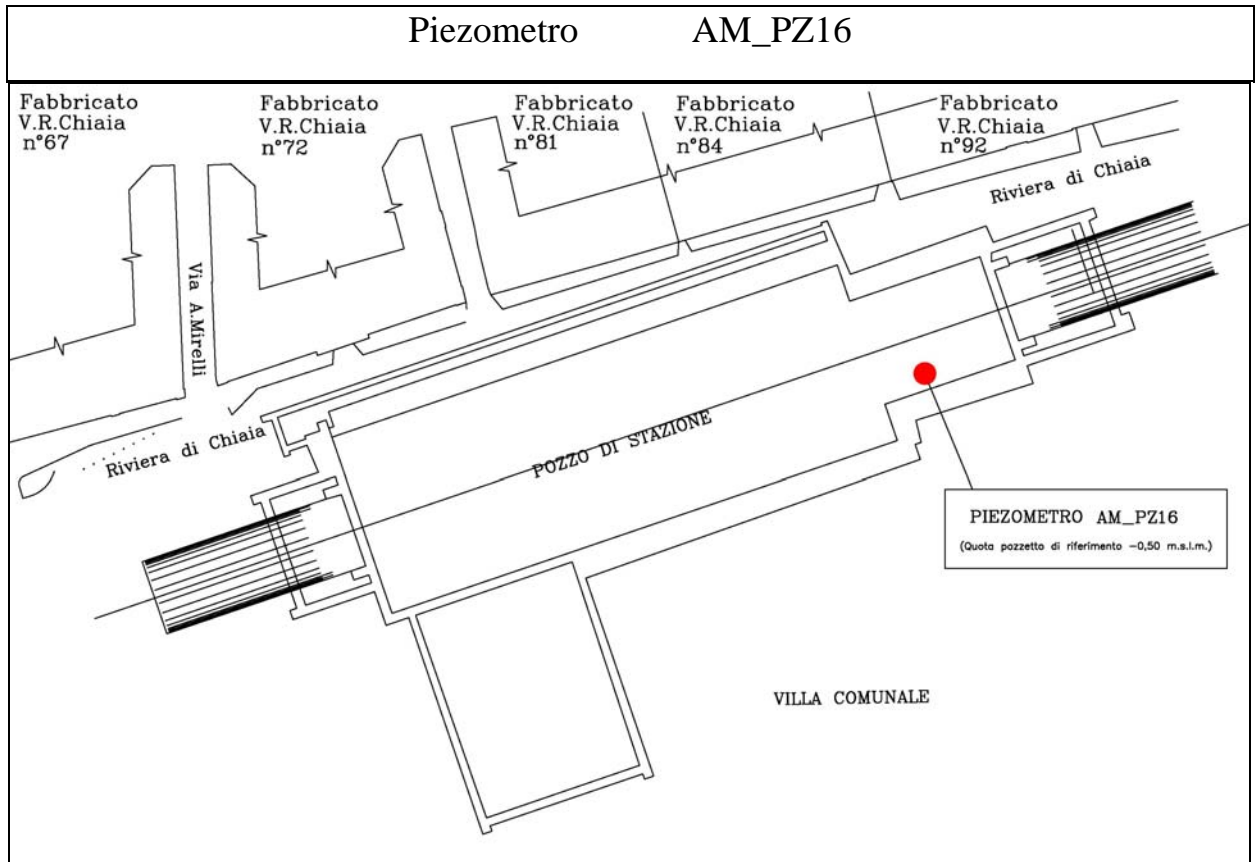 Piezometro AM_PZ16
Fabbricato
V.R.Chiaia
n°67
Fabbricato
V.R.Chiaia
n°72
Fabbricato
V.R.Chiaia
n°81
Fabbricato
V.R.Chiaia
n°84
Fabbricato
V.R.Chiaia
n°92
Riviera di Chiaia
Via A.Mirelli
Riviera di Chiaia
POZZO DI STAZIONE
PIEZOMETRO AM_PZ16
(Quota pozzetto di riferimento -0,50 m.s.l.m.)
VILLA COMUNALE